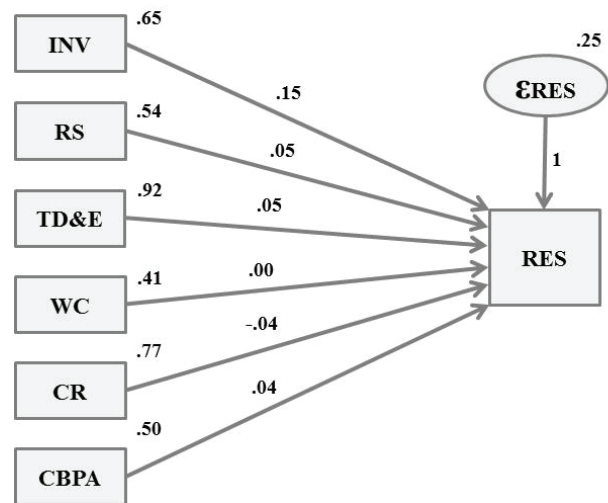 .65
INV
.25
εRES
.15
.54
RS
.05
1
.92
TD&E
.05
RES
.41
WC
.00
.77
-.04
CR
.04
.50
CBPA